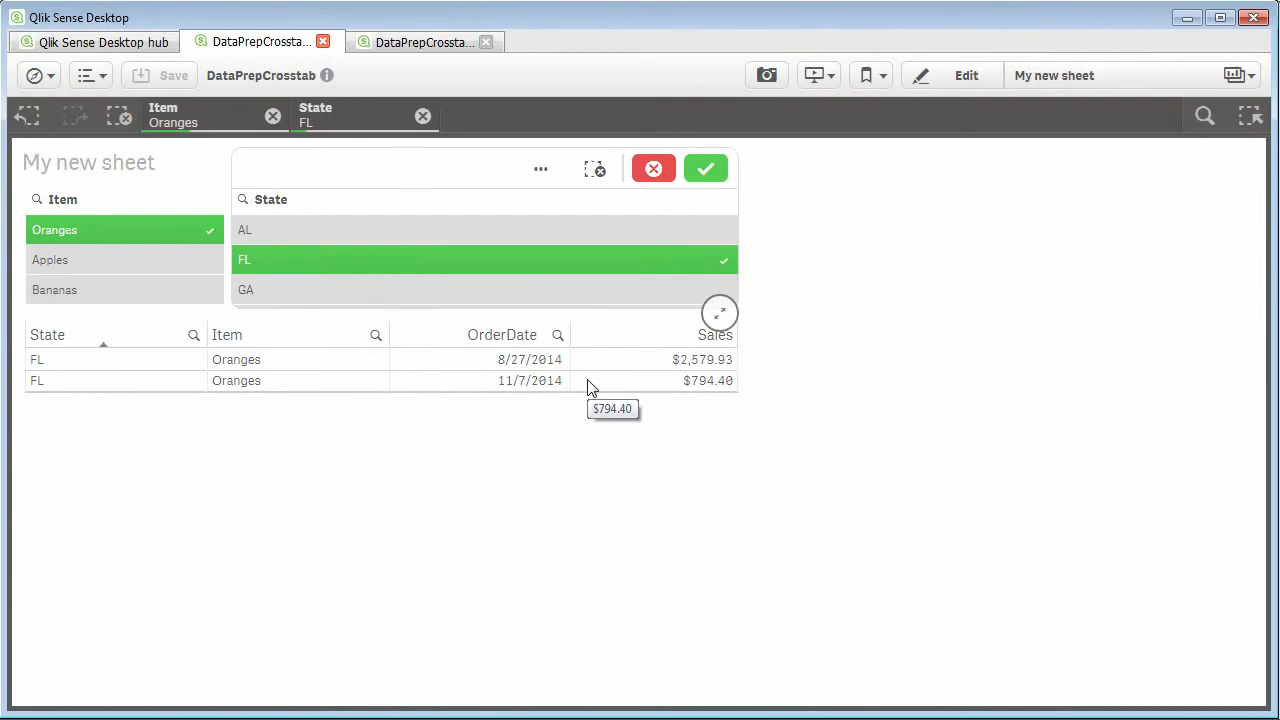 Qlik Sense Desktop
Qlik Sense Desktop hub
DataPrepCrossta...
DataPrepCrossta...
Save
DataPrepCrosstab
Edit
My new sheet
Item
Oranges
State
FL
My new sheet
Item
Oranges
Apples
Bananas
State
AL
FL
GA
State Item OrderDate Sales
FL Oranges 8/27/2014 $2,579.93
FL Oranges 11/7/2014 $794.40
$794.40